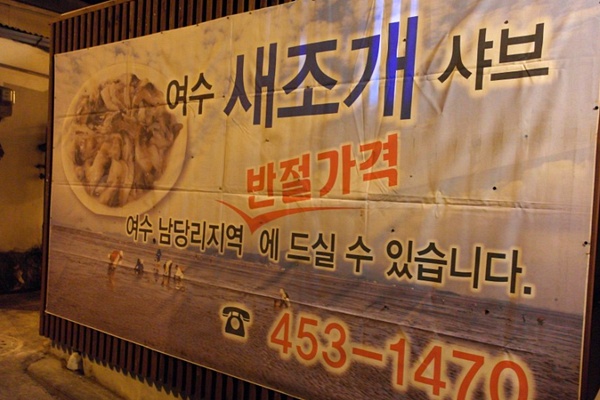 여수 새조개 샤브
반절가격
여수.남당리지역 에 드실 수 있습니다.
☎ 453-1470